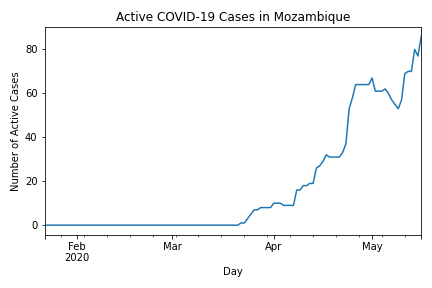 Active COVID-19 Cases in Mozambique
Number of Active Cases
80
60
40
20
0
Feb
2020
Mar
Apr
May
Day